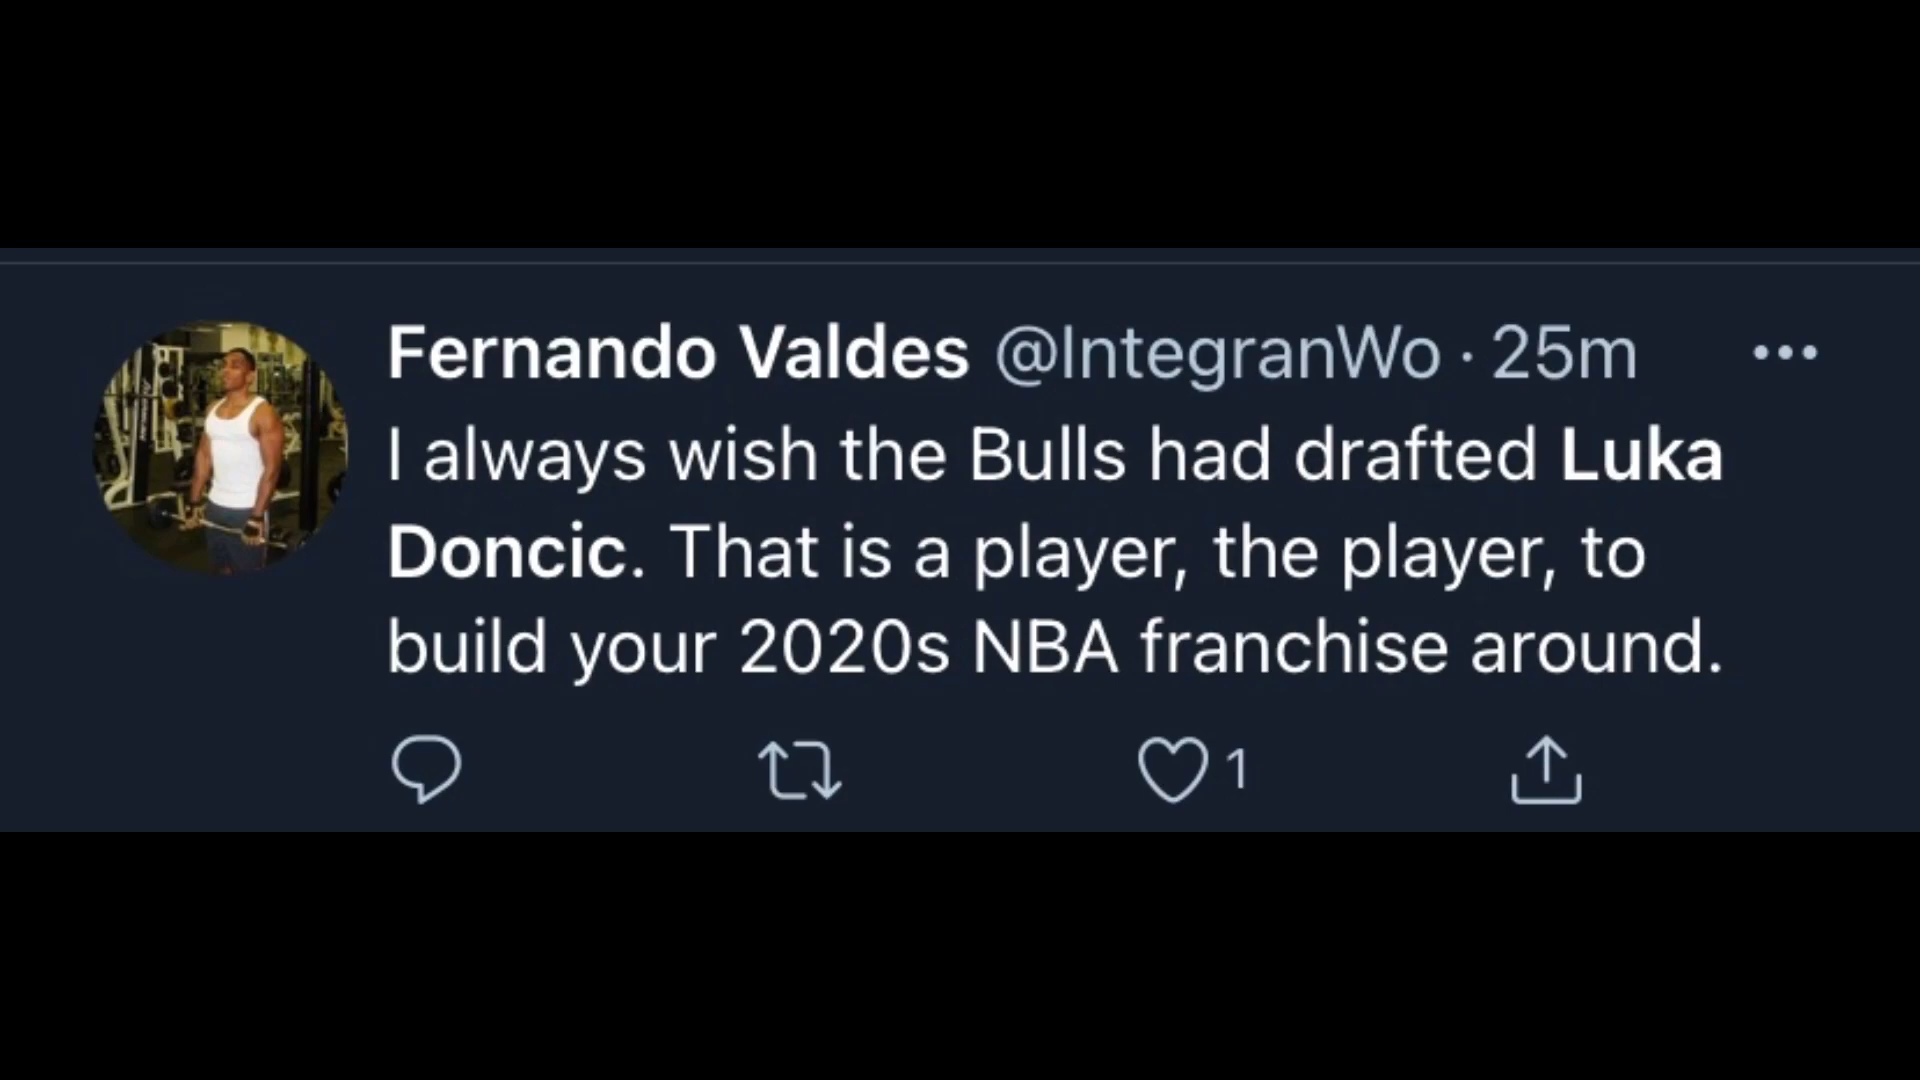 Fernando Valdes @IntegranWo · 25m
I always wish the Bulls had drafted Luka
Doncic. That is a player, the player, to
build your 2020s NBA franchise around.
1